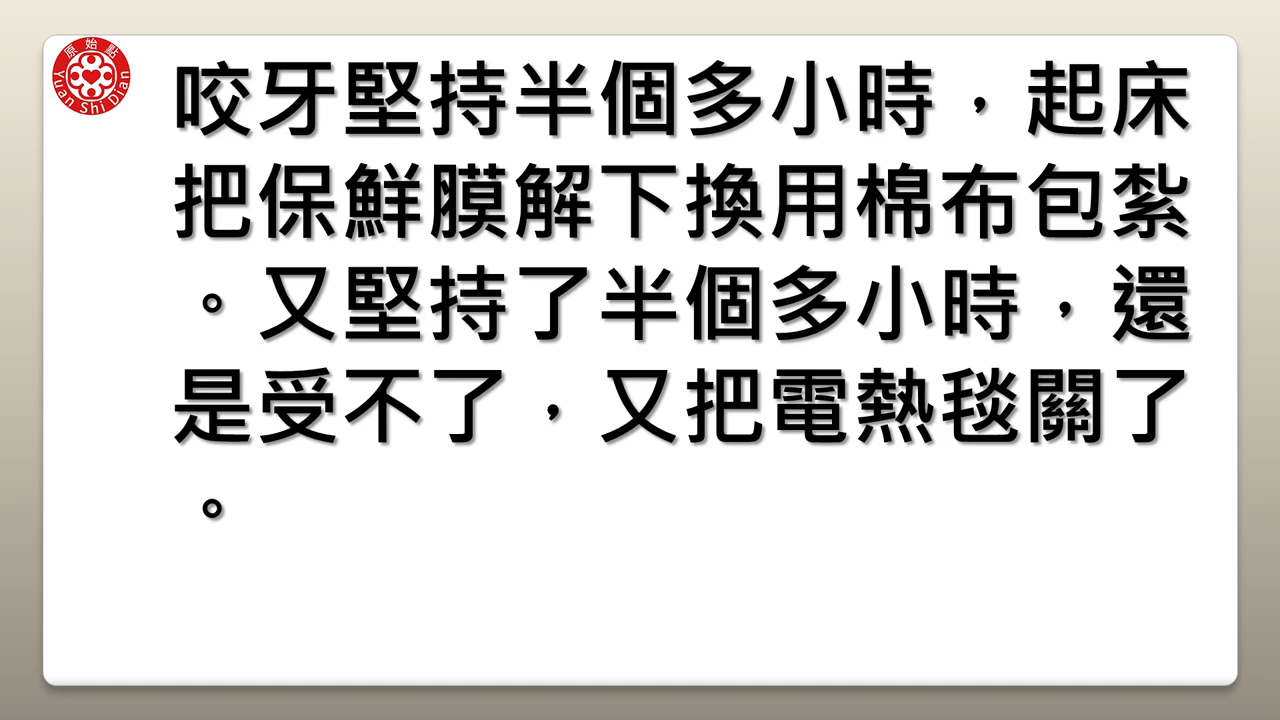 原始點
Yuan Shi Dian
咬牙堅持半個多小時，起床
把保鮮膜解下換用棉布包紮
。又堅持了半個多小時，還
是受不了，又把電熱毯關了
。